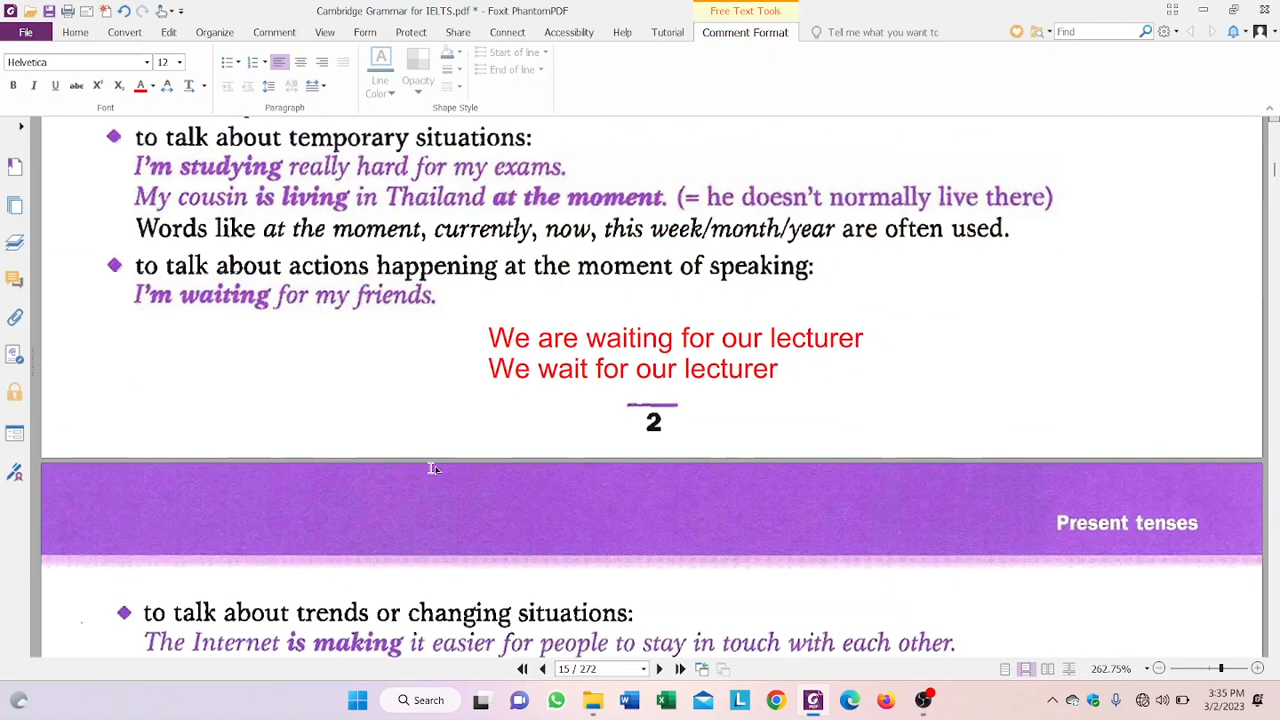 Cambridge Grammar for IELTS.pdf * - Foxit PhantomPDF
Free Text Tools
File
Home
Convert
Edit
Organize
Comment
View
Form
Protect
Share
Connect
Accessibility
Help
Tutorial
Comment Format
Tell me what you want to
Find
Helvetica
12
Line Color
Opacity
Start of line
End of line
Font
Paragraph
Shape Style
to talk about temporary situations:
I'm studying really hard for my exams.
My cousin is living in Thailand at the moment. (= he doesn't normally live there)
Words like at the moment, currently, now, this week/month/year are often used.
to talk about actions happening at the moment of speaking:
I'm waiting for my friends.
We are waiting for our lecturer
We wait for our lecturer
2
Present tenses
to talk about trends or changing situations:
The Internet is making it easier for people to stay in touch with each other.
15 / 272
262.75%
Search
3:35 PM
3/2/2023